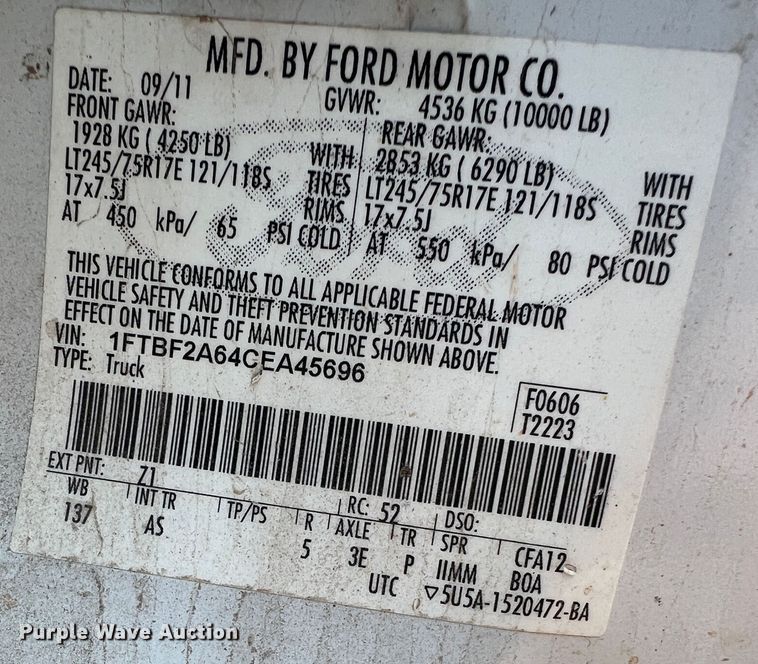 MFD. BY FORD MOTOR CO.
DATE: 09/11 GVWR: 4536 KG (10000 LB)
FRONT GAWR: REAR GAWR:
1928 KG ( 4250 LB) WITH 2853 KG ( 6290 LB) WITH
LT245/75R17E 121/118S TIRES LT245/75R17E 121/118S TIRES
17x7.5J RIMS 17x7.5J RIMS
AT 450 kPa/ 65 PSI COLD AT 550 kPa/ 80 PSI COLD
THIS VEHICLE CONFORMS TO ALL APPLICABLE FEDERAL MOTOR
VEHICLE SAFETY AND THEFT PREVENTION STANDARDS IN
EFFECT ON THE DATE OF MANUFACTURE SHOWN ABOVE.
VIN: 1FTBF2A64CEA45696
TYPE: Truck
F0606
T2223
EXT PNT: Z1 RC: 52 DSO:
WB INT TR TP/PS R AXLE TR SPR CFA12
137 AS 5 3E P IIMM BOA
UTC ▽5U5A-1520472-BA
Purple Wave Auction